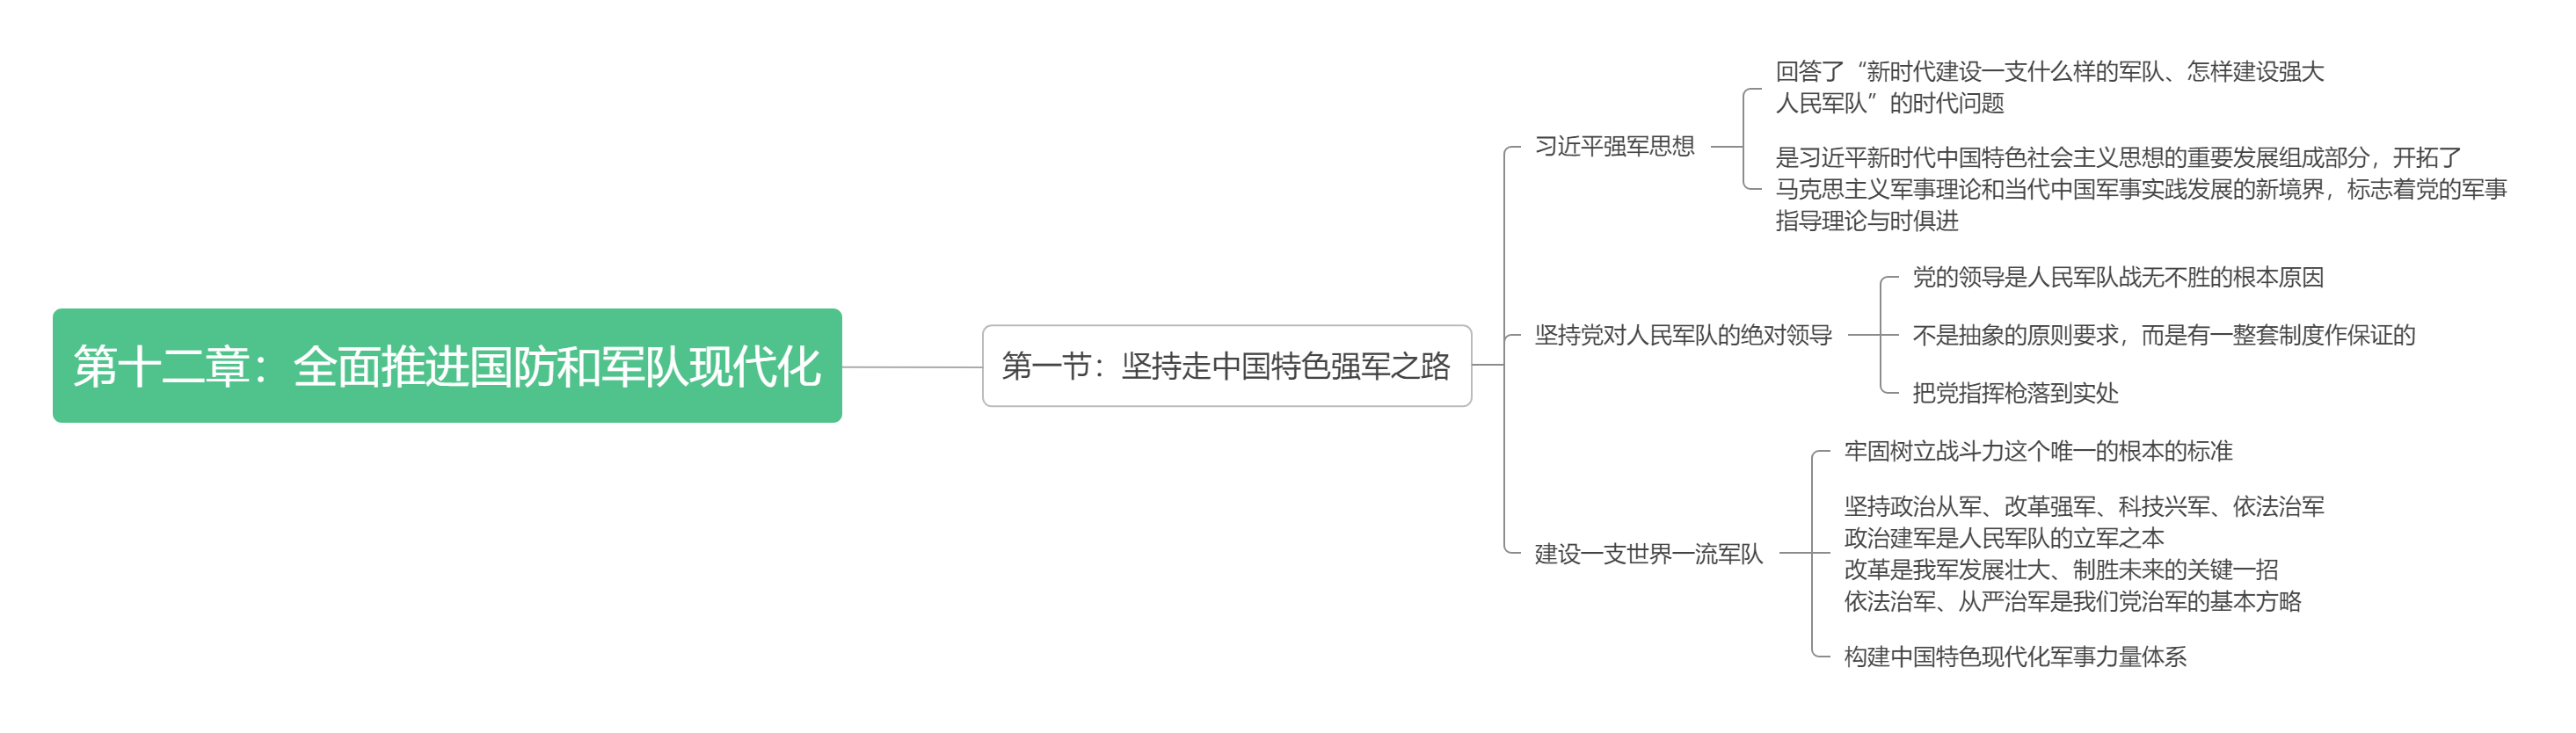 第十二章：全面推进国防和军队现代化
第一节：坚持走中国特色强军之路
习近平强军思想
回答了“新时代建设一支什么样的军队、怎样建设强大
人民军队”的时代问题
是习近平新时代中国特色社会主义思想的重要发展组成部分，开拓了
马克思主义军事理论和当代中国军事实践发展的新境界，标志着党的军事
指导理论与时俱进
坚持党对人民军队的绝对领导
党的领导是人民军队战无不胜的根本原因
不是抽象的原则要求，而是有一整套制度作保证的
把党指挥枪落到实处
建设一支世界一流军队
牢固树立战斗力这个唯一的根本的标准
坚持政治从军、改革强军、科技兴军、依法治军
政治建军是人民军队的立军之本
改革是我军发展壮大、制胜未来的关键一招
依法治军、从严治军是我们党治军的基本方略
构建中国特色现代化军事力量体系